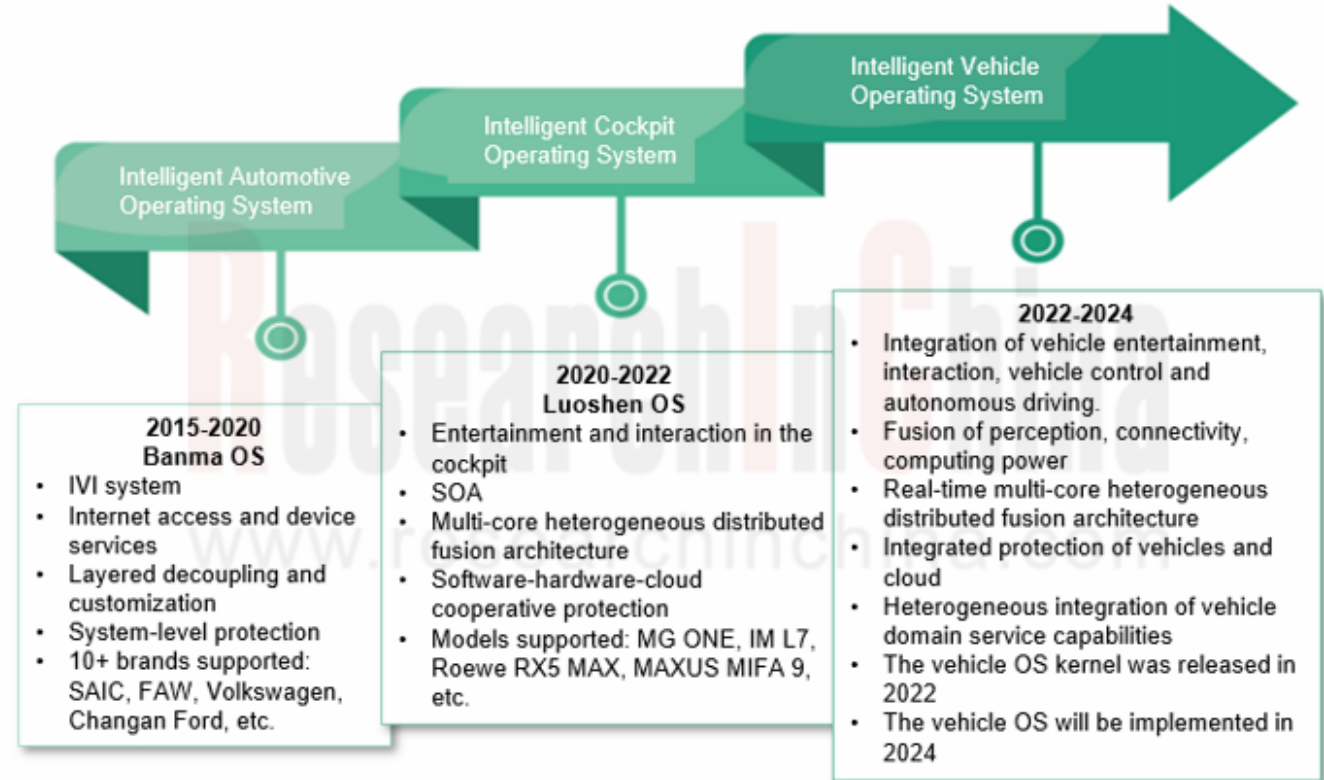 Intelligent Automotive
Operating System
Intelligent Cockpit
Operating System
Intelligent Vehicle
Operating System
2015-2020
Banma OS
• IVI system
• Internet access and device
services
• Layered decoupling and
customization
• System-level protection
• 10+ brands supported:
SAIC, FAW, Volkswagen,
Changan Ford, etc.
2020-2022
Luoshen OS
• Entertainment and interaction in the
cockpit
• SOA
• Multi-core heterogeneous distributed
fusion architecture
• Software-hardware-cloud
cooperative protection
• Models supported: MG ONE, IM L7,
Roewe RX5 MAX, MAXUS MIFA 9,
etc.
2022-2024
• Integration of vehicle entertainment,
interaction, vehicle control and
autonomous driving.
• Fusion of perception, connectivity,
computing power
• Real-time multi-core heterogeneous
distributed fusion architecture
• Integrated protection of vehicles and
cloud
• Heterogeneous integration of vehicle
domain service capabilities
• The vehicle OS kernel was released in
2022
• The vehicle OS will be implemented in
2024
ResearchInChina
www.researchinchina.com